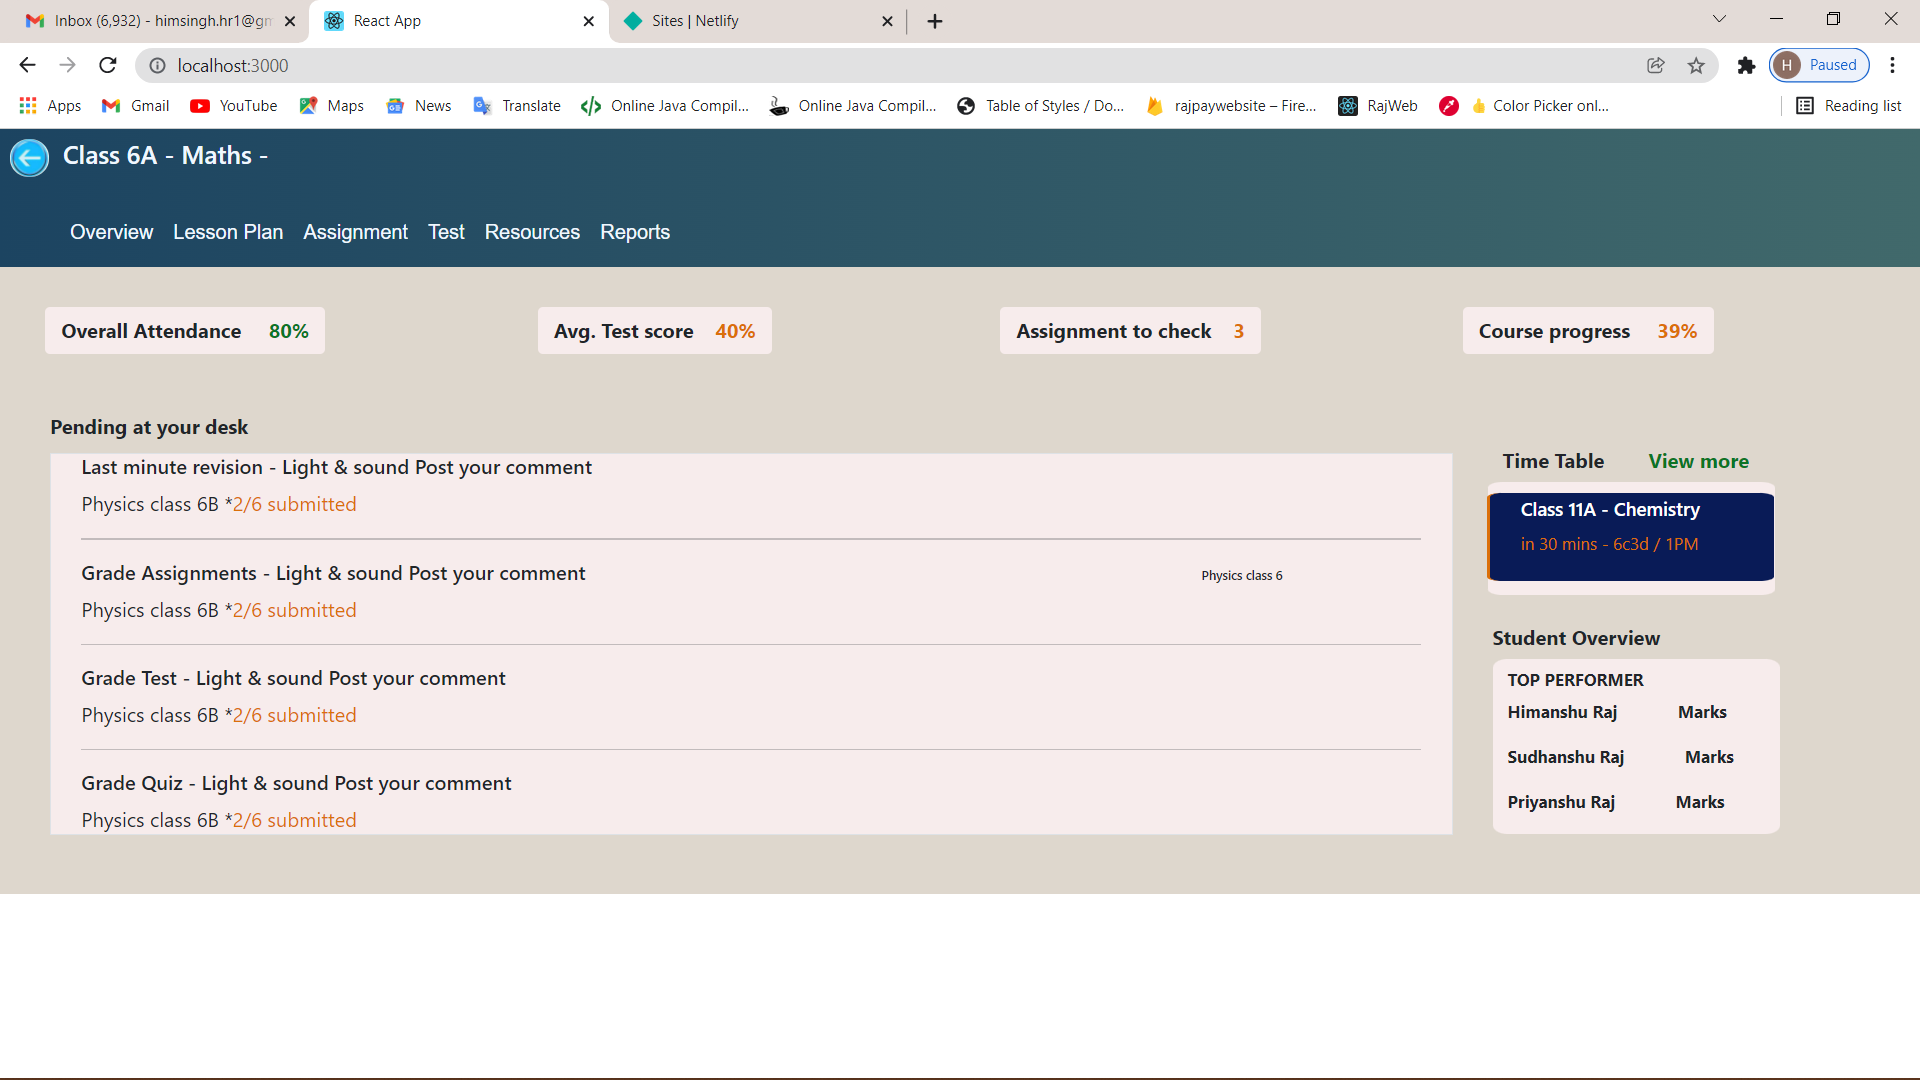 Inbox (6,932) - himsingh.hr1@gm
React App
Sites | Netlify
localhost:3000
H Paused
Apps Gmail YouTube Maps News Translate Online Java Compil... Online Java Compil... Table of Styles / Do... rajpaywebsite – Fire... RajWeb Color Picker onl... Reading list
Class 6A - Maths -
Overview Lesson Plan Assignment Test Resources Reports
Overall Attendance 80%
Avg. Test score 40%
Assignment to check 3
Course progress 39%
Pending at your desk
Last minute revision - Light & sound Post your comment
Physics class 6B *2/6 submitted
Grade Assignments - Light & sound Post your comment
Physics class 6
Physics class 6B *2/6 submitted
Grade Test - Light & sound Post your comment
Physics class 6B *2/6 submitted
Grade Quiz - Light & sound Post your comment
Physics class 6B *2/6 submitted
Time Table View more
Class 11A - Chemistry
in 30 mins - 6c3d / 1PM
Student Overview
TOP PERFORMER
Himanshu Raj Marks
Sudhanshu Raj Marks
Priyanshu Raj Marks